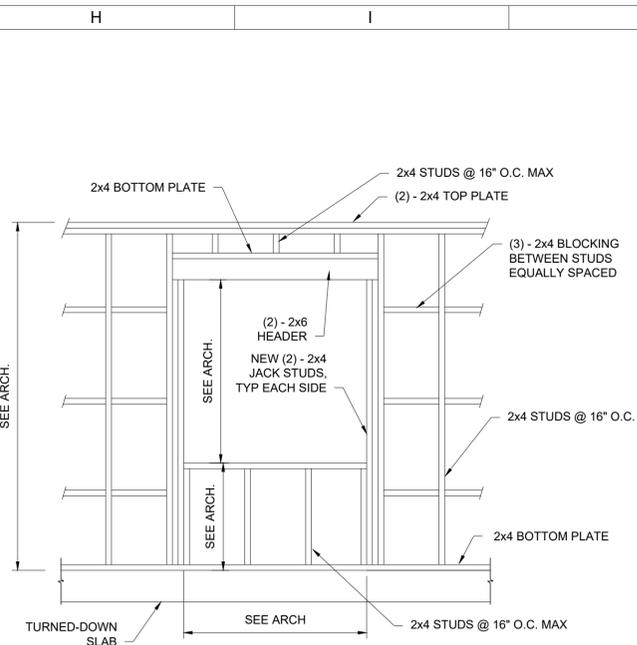 H
I
2x4 STUDS @ 16" O.C. MAX
2x4 BOTTOM PLATE
(2) - 2x4 TOP PLATE
(3) - 2x4 BLOCKING
BETWEEN STUDS
EQUALLY SPACED
(2) - 2x6
HEADER
NEW (2) - 2x4
JACK STUDS,
TYP EACH SIDE
SEE ARCH.
SEE ARCH.
2x4 STUDS @ 16" O.C.
SEE ARCH.
2x4 BOTTOM PLATE
SEE ARCH
TURNED-DOWN
SLAB
2x4 STUDS @ 16" O.C. MAX